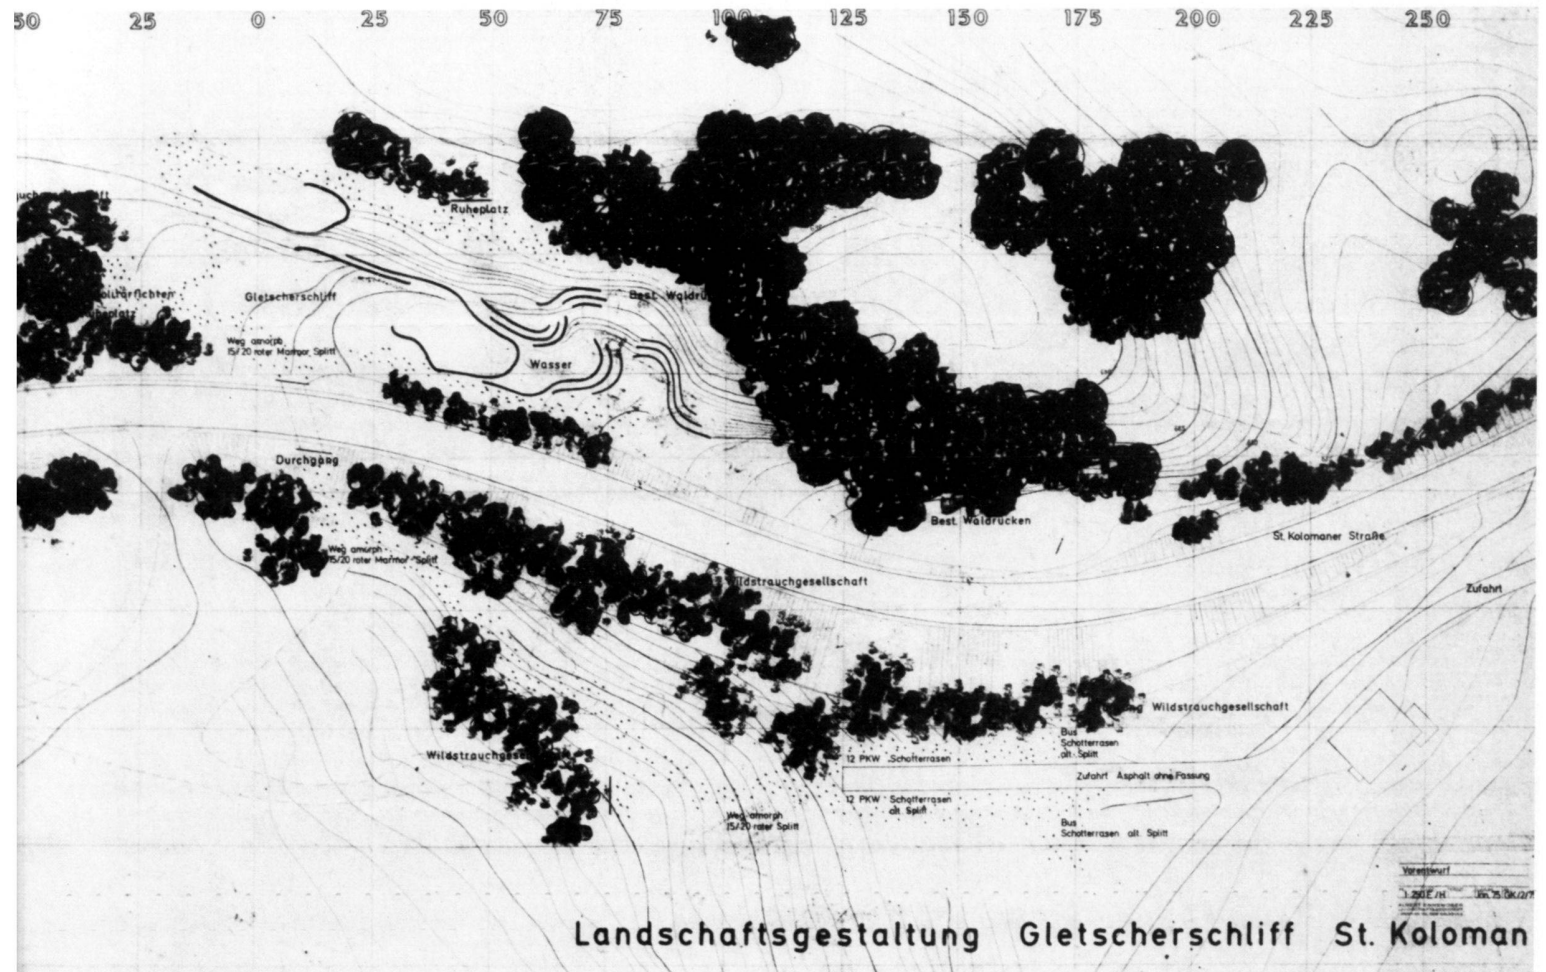 50 25 0 25 50 75 100 125 150 175 200 225 250
Ruheplatz
Gletscherschliff
Best.
Weg amorph
15/20 roter Marmor Splitt
Wasser
Durchgang
Best. Waldrücken
St. Kolomaner Straße
Weg amorph
15/20 roter Marmor Splitt
Wildstrauchgesellschaft
Zufahrt
Wildstrauchgesellschaft
Bus
Schotterrasen
alt. Splitt
12 PKW Schotterrasen
Zufahrt Asphalt ohne Fassung
12 PKW Schotterrasen
alt. Splitt
Weg amorph
15/20 roter Splitt
Bus
Schotterrasen alt. Splitt
Vorentwurf
Landschaftsgestaltung Gletscherschliff St. Koloman